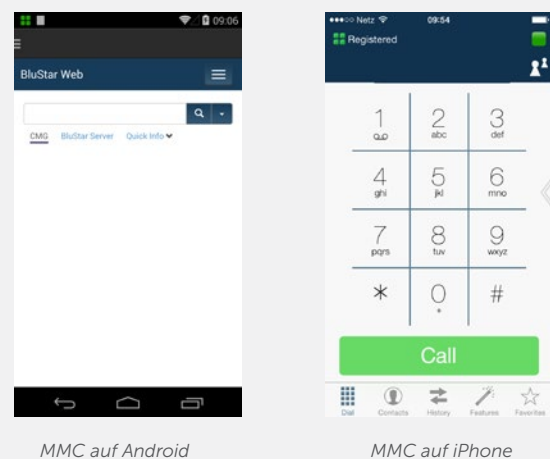 09:06
BluStar Web
CMG BluStar Server Quick Info
MMC auf Android
Netz 09:54
Registered
1 2 3
abc def
4 5 6
ghi jkl mno
7 8 9
pqrs tuv wxyz
* 0 #
+
Call
Dial Contacts History Features Favorites
MMC auf iPhone